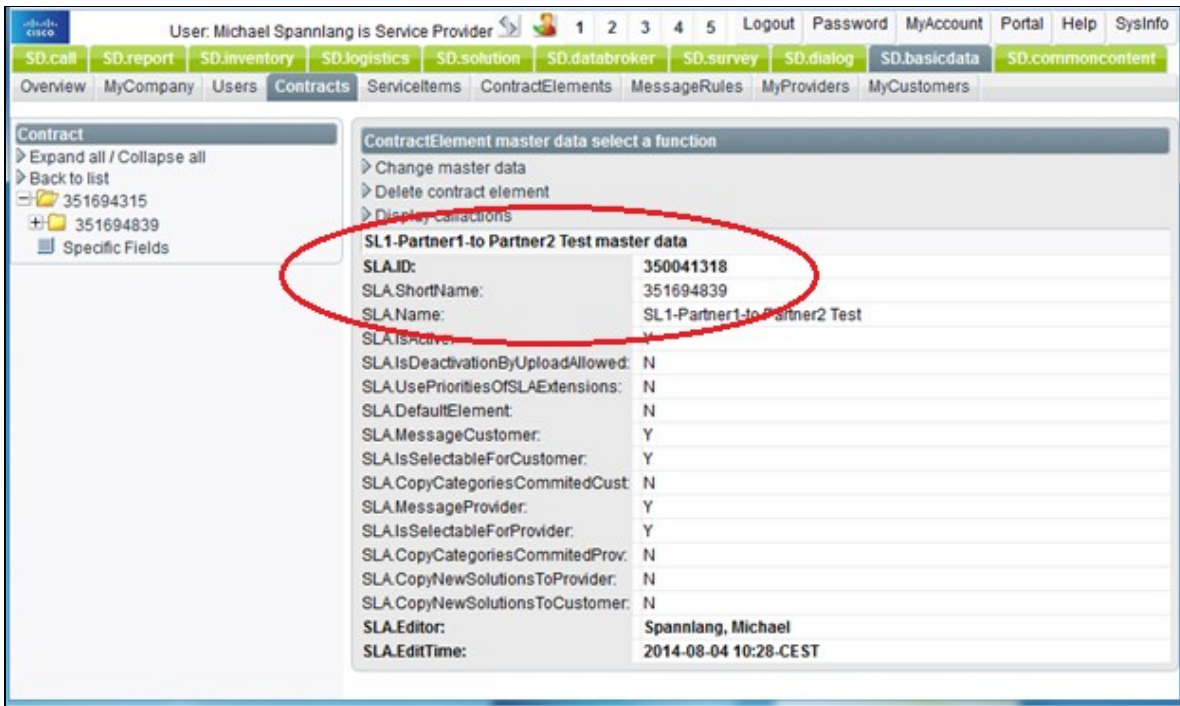 CISCO
User: Michael Spannlang is Service Provider 1 2 3 4 5 Logout Password MyAccount Portal Help SysInfo
SD.call SD.report SD.inventory SD.logistics SD.solution SD.databroker SD.survey SD.dialog SD.basicdata SD.commoncontent
Overview MyCompany Users Contracts ServiceItems ContractElements MessageRules MyProviders MyCustomers
Contract
Expand all / Collapse all
Back to list
351694315
351694839
Specific Fields
ContractElement master data select a function
Change master data
Delete contract element
Display callactions
SL1-Partner1-to Partner2 Test master data
SLA.ID: 350041318
SLA.ShortName: 351694839
SLA.Name: SL1-Partner1-to Partner2 Test
SLA.IsActive: Y
SLA.IsDeactivationByUploadAllowed: N
SLA.UsePrioritiesOfSLAExtensions: N
SLA.DefaultElement: N
SLA.MessageCustomer: Y
SLA.IsSelectableForCustomer: Y
SLA.CopyCategoriesCommitedCust: N
SLA.MessageProvider: Y
SLA.IsSelectableForProvider: Y
SLA.CopyCategoriesCommitedProv: N
SLA.CopyNewSolutionsToProvider: N
SLA.CopyNewSolutionsToCustomer: N
SLA.Editor: Spannlang, Michael
SLA.EditTime: 2014-08-04 10:28-CEST